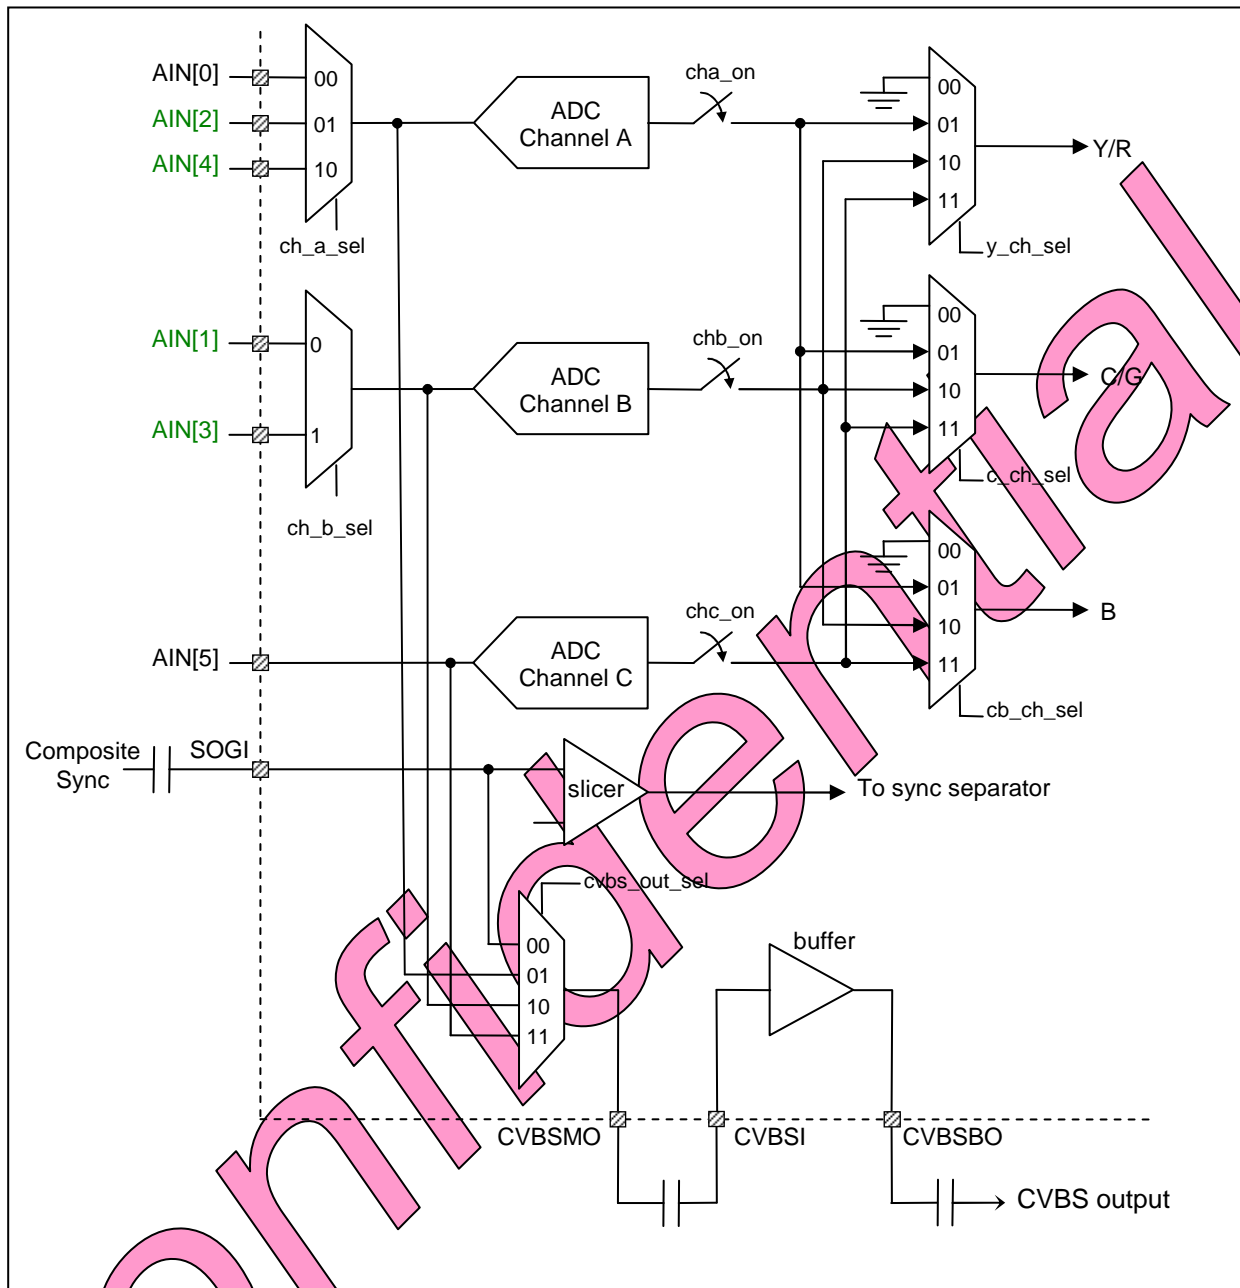 AIN[0]
AIN[2]
AIN[4]
00
01
10
ch_a_sel
ADC
Channel A
cha_on
00
01
10
11
Y/R
y_ch_sel
AIN[1]
AIN[3]
0
1
ch_b_sel
ADC
Channel B
chb_on
00
01
10
11
C/G
c_ch_sel
AIN[5]
ADC
Channel C
chc_on
00
01
10
11
B
cb_ch_sel
Composite
Sync
SOGI
slicer
To sync separator
cvbs_out_sel
00
01
10
11
buffer
CVBSMO
CVBSI
CVBSBO
CVBS output
onfidential